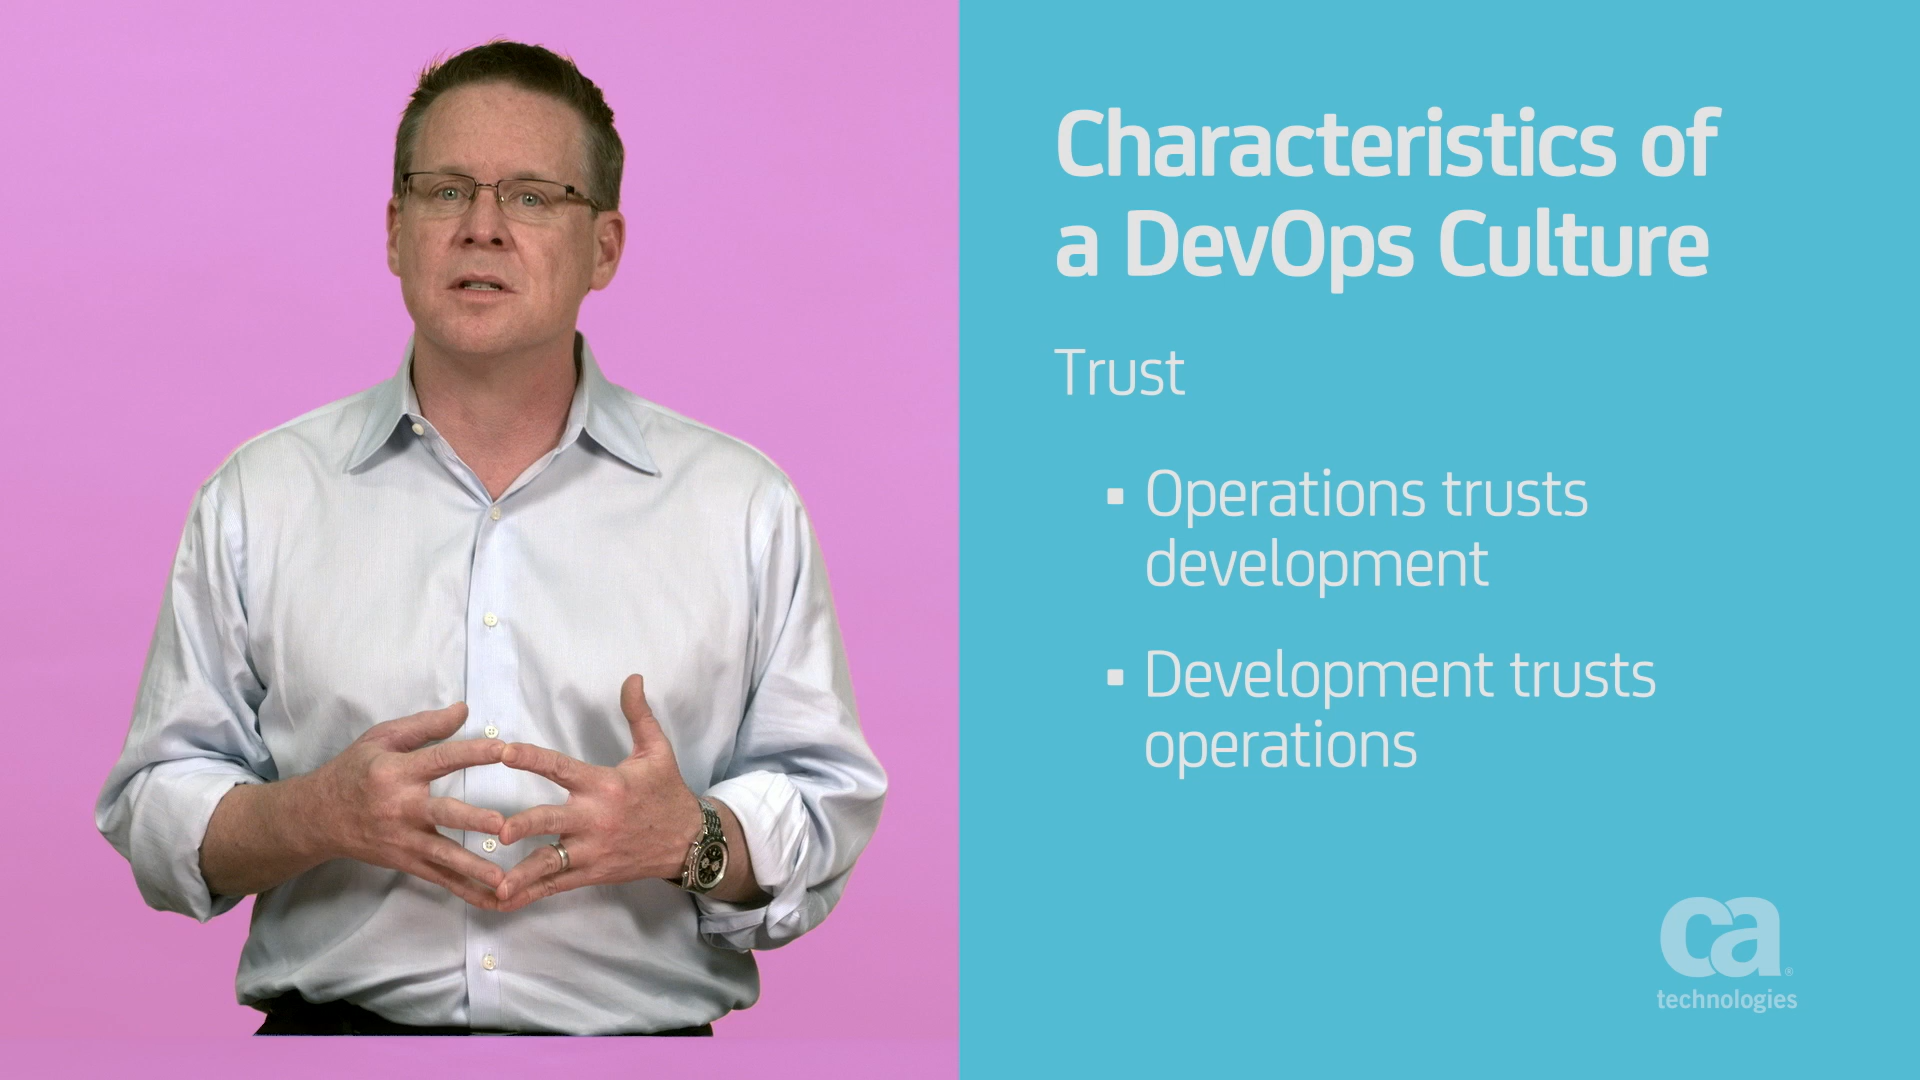 Characteristics of
a DevOps Culture
Trust
▪ Operations trusts
development
▪ Development trusts
operations
ca®
technologies